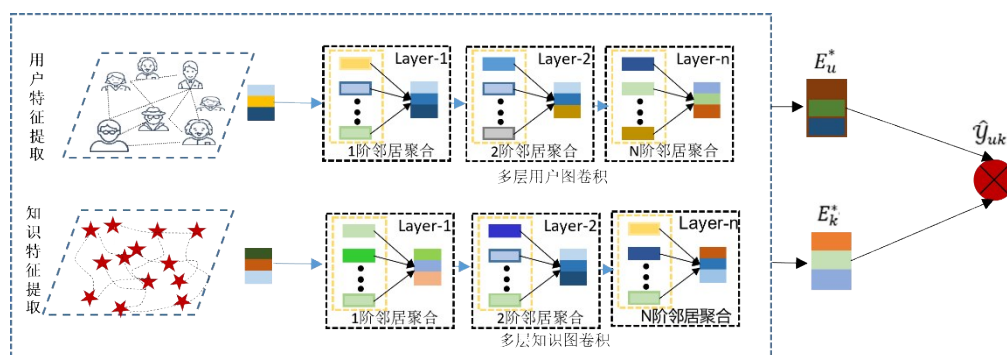 用户特征提取
Layer-1
Layer-2
Layer-n
1阶邻居聚合
2阶邻居聚合
N阶邻居聚合
多层用户图卷积
知识特征提取
Layer-1
Layer-2
Layer-n
1阶邻居聚合
2阶邻居聚合
N阶邻居聚合
多层知识图卷积
E*u
ŷuk
E*k